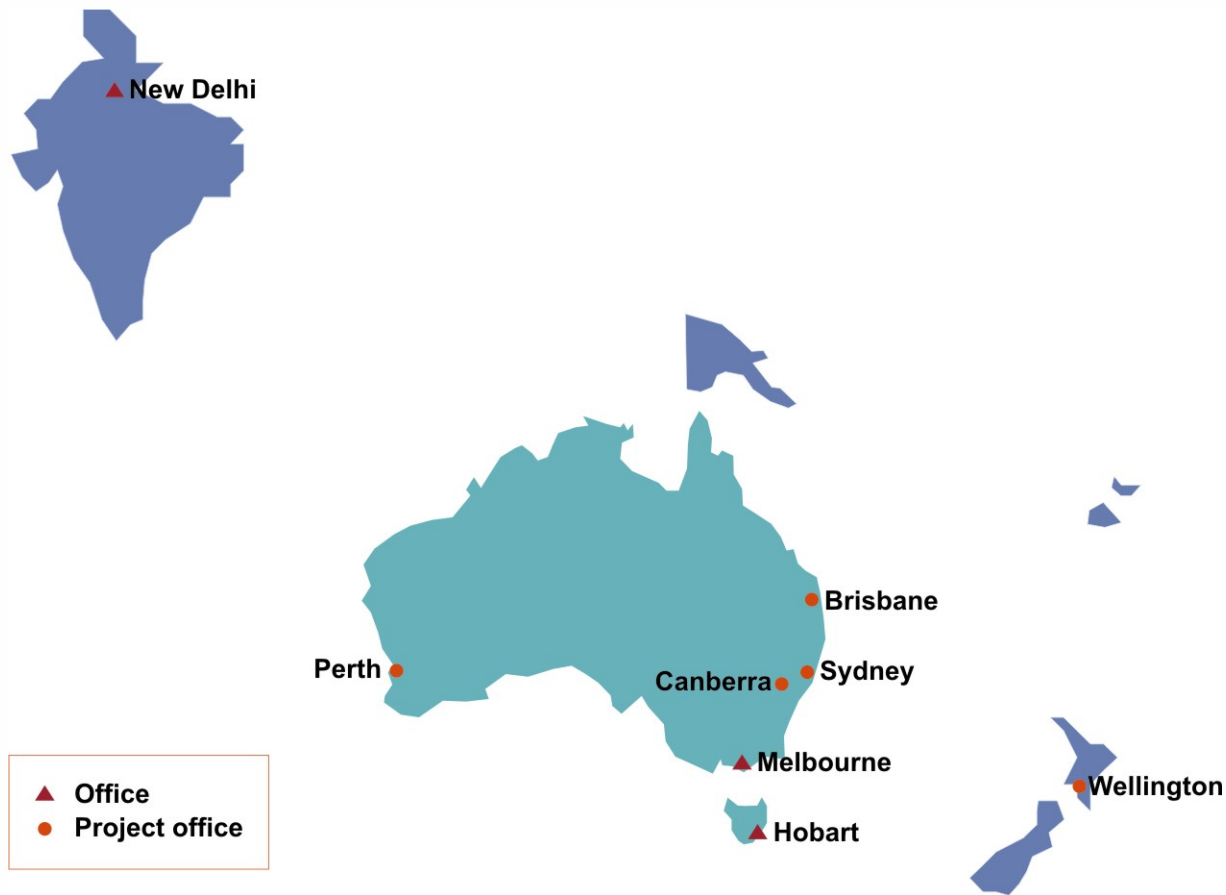 New Delhi
Brisbane
Perth
Sydney
Canberra
Melbourne
Wellington
Hobart
Office
Project office